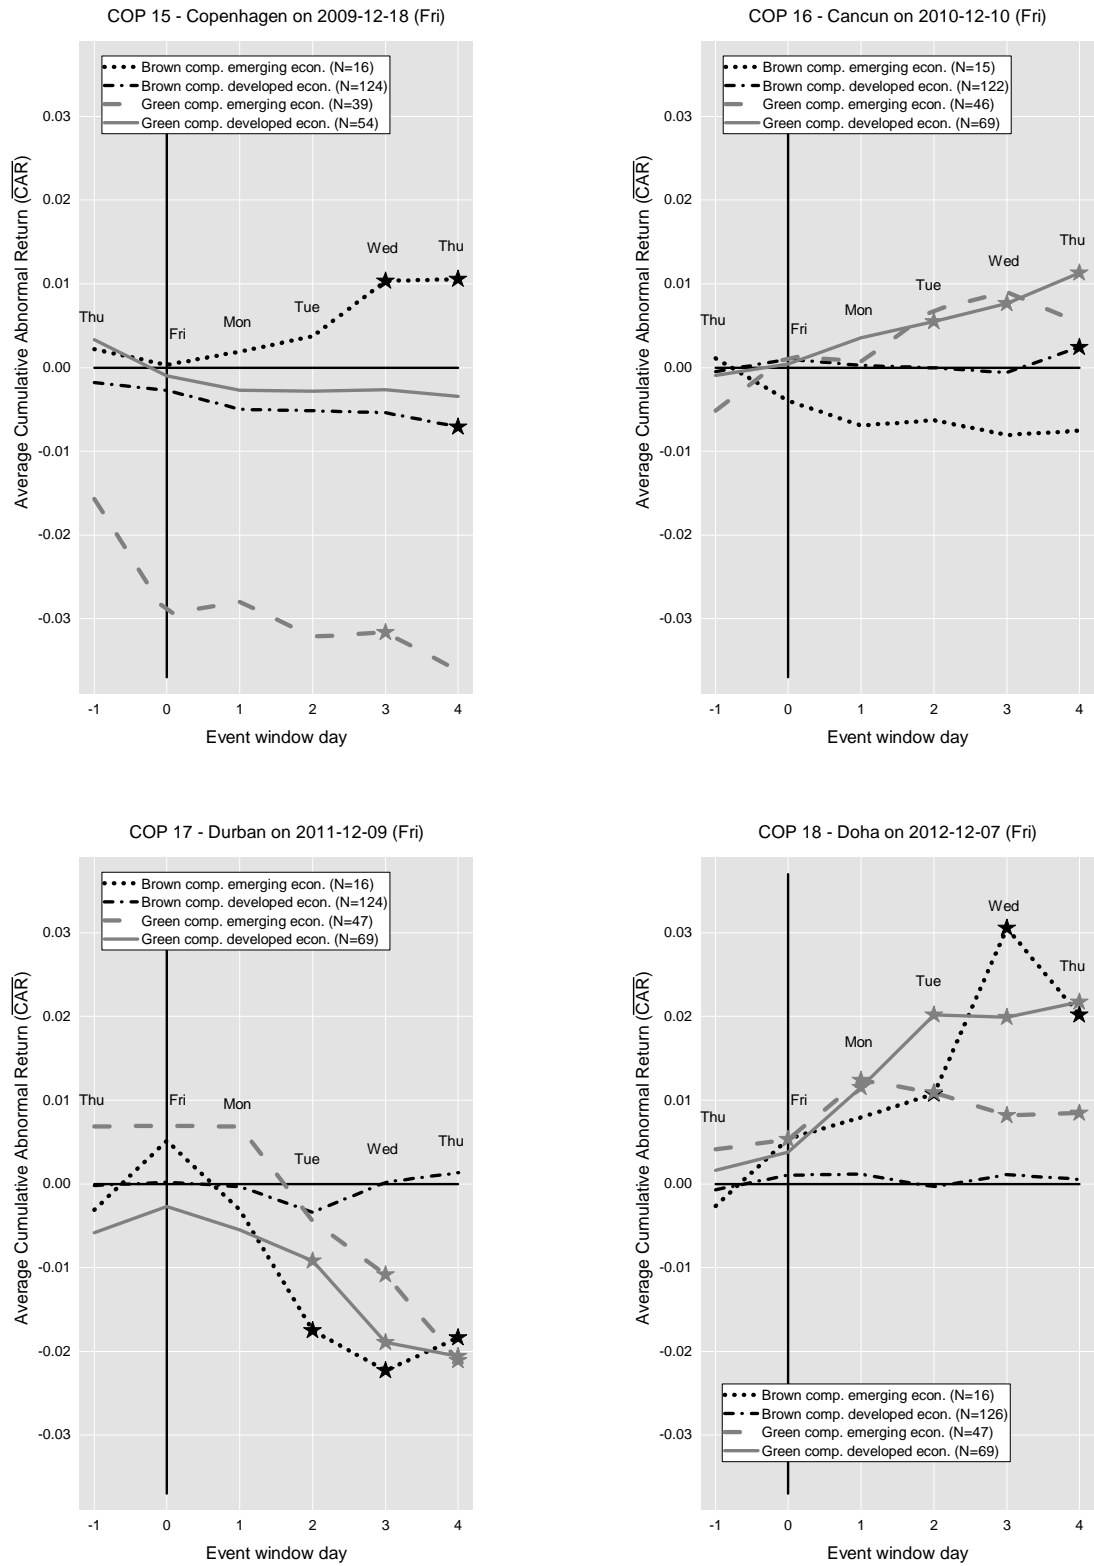 COP 15 - Copenhagen on 2009-12-18 (Fri)
Brown comp. emerging econ. (N=16)
Brown comp. developed econ. (N=124)
Green comp. emerging econ. (N=39)
Green comp. developed econ. (N=54)
Average Cumulative Abnormal Return (CAR)
0.03
0.02
0.01
0.00
-0.01
-0.02
-0.03
Thu
Fri
Mon
Tue
Wed
Thu
-1 0 1 2 3 4
Event window day
COP 16 - Cancun on 2010-12-10 (Fri)
Brown comp. emerging econ. (N=15)
Brown comp. developed econ. (N=122)
Green comp. emerging econ. (N=46)
Green comp. developed econ. (N=69)
Average Cumulative Abnormal Return (CAR)
0.03
0.02
0.01
0.00
-0.01
-0.02
-0.03
Thu
Fri
Mon
Tue
Wed
Thu
-1 0 1 2 3 4
Event window day
COP 17 - Durban on 2011-12-09 (Fri)
Brown comp. emerging econ. (N=16)
Brown comp. developed econ. (N=124)
Green comp. emerging econ. (N=47)
Green comp. developed econ. (N=69)
Average Cumulative Abnormal Return (CAR)
0.03
0.02
0.01
0.00
-0.01
-0.02
-0.03
Thu
Fri
Mon
Tue
Wed
Thu
-1 0 1 2 3 4
Event window day
COP 18 - Doha on 2012-12-07 (Fri)
Average Cumulative Abnormal Return (CAR)
0.03
0.02
0.01
0.00
-0.01
-0.02
-0.03
Thu
Fri
Mon
Tue
Wed
Thu
Brown comp. emerging econ. (N=16)
Brown comp. developed econ. (N=126)
Green comp. emerging econ. (N=47)
Green comp. developed econ. (N=69)
-1 0 1 2 3 4
Event window day